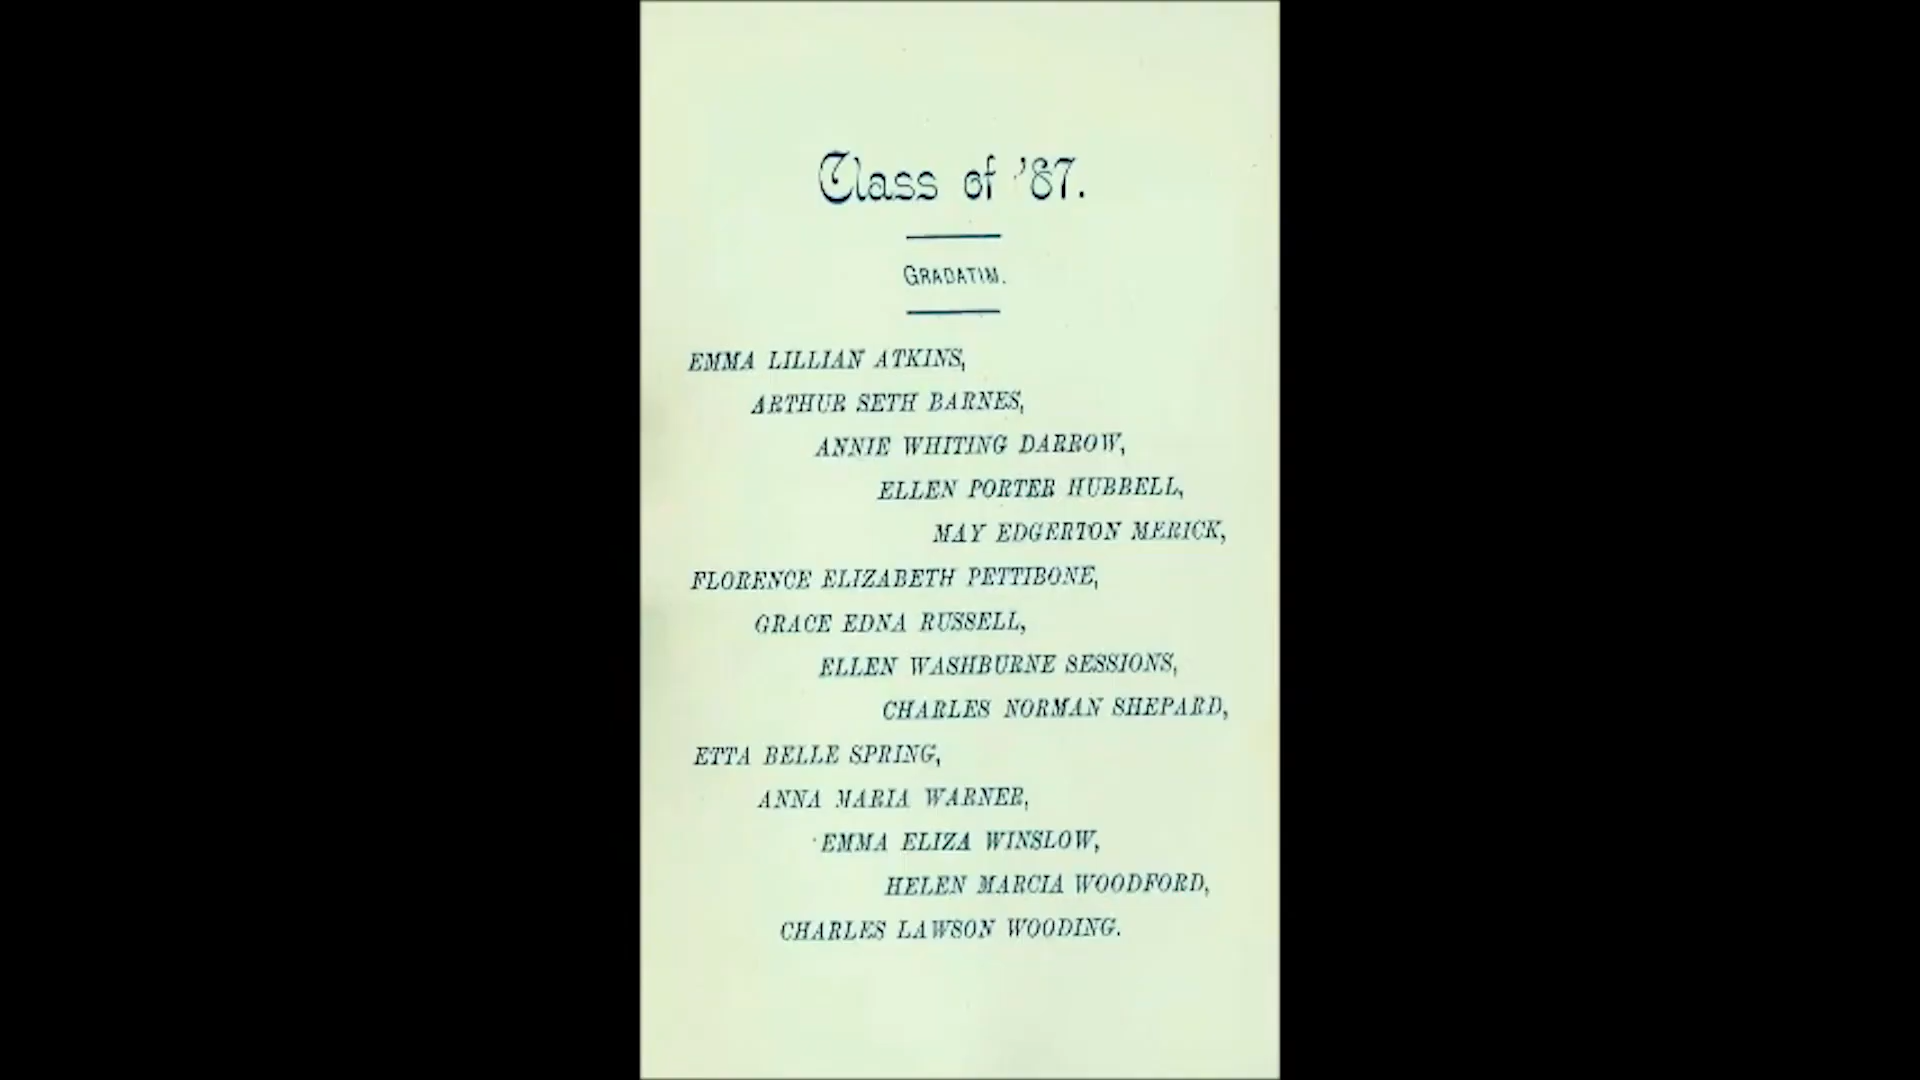 Class of '87.
GRADATIM.
EMMA LILLIAN ATKINS,
ARTHUR SETH BARNES,
ANNIE WHITING DARROW,
ELLEN PORTER HUBBELL,
MAY EDGERTON MERICK,
FLORENCE ELIZABETH PETTIBONE,
GRACE EDNA RUSSELL,
ELLEN WASHBURNE SESSIONS,
CHARLES NORMAN SHEPARD,
ETTA BELLE SPRING,
ANNA MARIA WARNER,
EMMA ELIZA WINSLOW,
HELEN MARCIA WOODFORD,
CHARLES LAWSON WOODING.